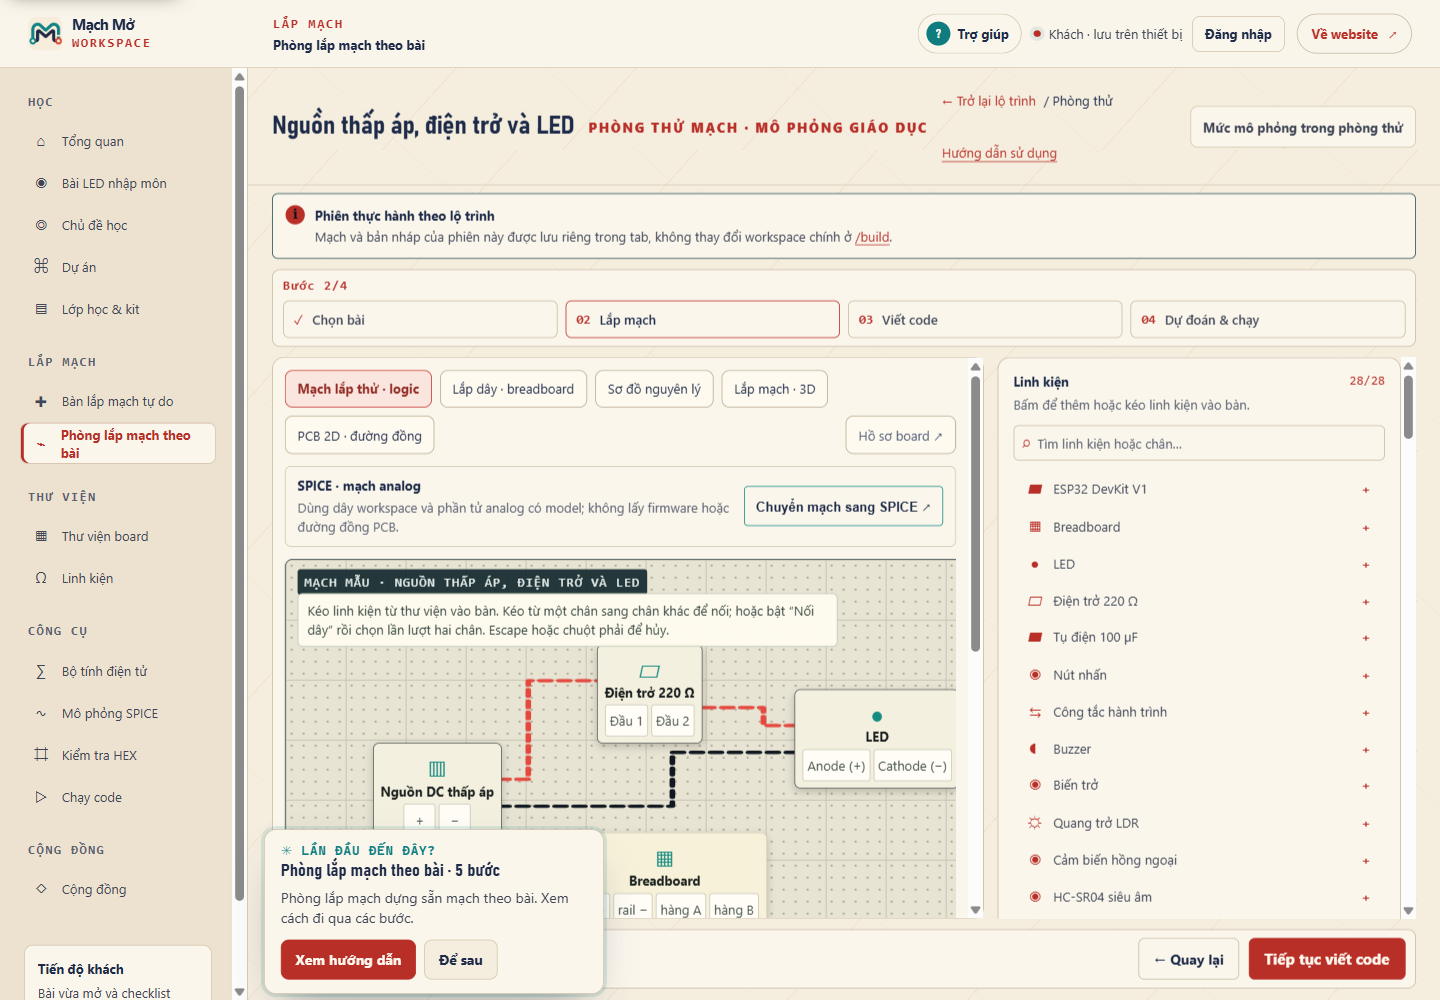 Mạch Mở
WORKSPACE
LẮP MẠCH
Phòng lắp mạch theo bài
? Trợ giúp
Khách · lưu trên thiết bị
Đăng nhập
Về website ↗
HỌC
Tổng quan
Bài LED nhập môn
Chủ đề học
Dự án
Lớp học & kit
LẮP MẠCH
Bàn lắp mạch tự do
Phòng lắp mạch theo
bài
THƯ VIỆN
Thư viện board
Linh kiện
CÔNG CỤ
Bộ tính điện tử
Mô phỏng SPICE
Kiểm tra HEX
Chạy code
CỘNG ĐỒNG
Cộng đồng
Tiến độ khách
Bài vừa mở và checklist
Nguồn thấp áp, điện trở và LED
PHÒNG THỬ MẠCH · MÔ PHỎNG GIÁO DỤC
← Trở lại lộ trình / Phòng thử
Hướng dẫn sử dụng
Mức mô phỏng trong phòng thử
Phiên thực hành theo lộ trình
Mạch và bản nháp của phiên này được lưu riêng trong tab, không thay đổi workspace chính ở /build.
Bước 2/4
✓ Chọn bài
02 Lắp mạch
03 Viết code
04 Dự đoán & chạy
Mạch lắp thử · logic
Lắp dây · breadboard
Sơ đồ nguyên lý
Lắp mạch · 3D
PCB 2D · đường đồng
Hồ sơ board ↗
SPICE · mạch analog
Dùng dây workspace và phần tử analog có model; không lấy firmware hoặc
đường đồng PCB.
Chuyển mạch sang SPICE ↗
MẠCH MẪU · NGUỒN THẤP ÁP, ĐIỆN TRỞ VÀ LED
Kéo linh kiện từ thư viện vào bàn. Kéo từ một chân sang chân khác để nối; hoặc bật “Nối
dây” rồi chọn lần lượt hai chân. Escape hoặc chuột phải để hủy.
Điện trở 220 Ω
Đầu 1
Đầu 2
LED
Anode (+)
Cathode (−)
Nguồn DC thấp áp
+
−
Breadboard
rail −
hàng A
hàng B
Linh kiện
28/28
Bấm để thêm hoặc kéo linh kiện vào bàn.
Tìm linh kiện hoặc chân...
ESP32 DevKit V1 +
Breadboard +
LED +
Điện trở 220 Ω +
Tụ điện 100 µF +
Nút nhấn +
Công tắc hành trình +
Buzzer +
Biến trở +
Quang trở LDR +
Cảm biến hồng ngoại +
HC-SR04 siêu âm +
LẦN ĐẦU ĐẾN ĐÂY?
Phòng lắp mạch theo bài · 5 bước
Phòng lắp mạch dựng sẵn mạch theo bài. Xem
cách đi qua các bước.
Xem hướng dẫn
Để sau
← Quay lại
Tiếp tục viết code